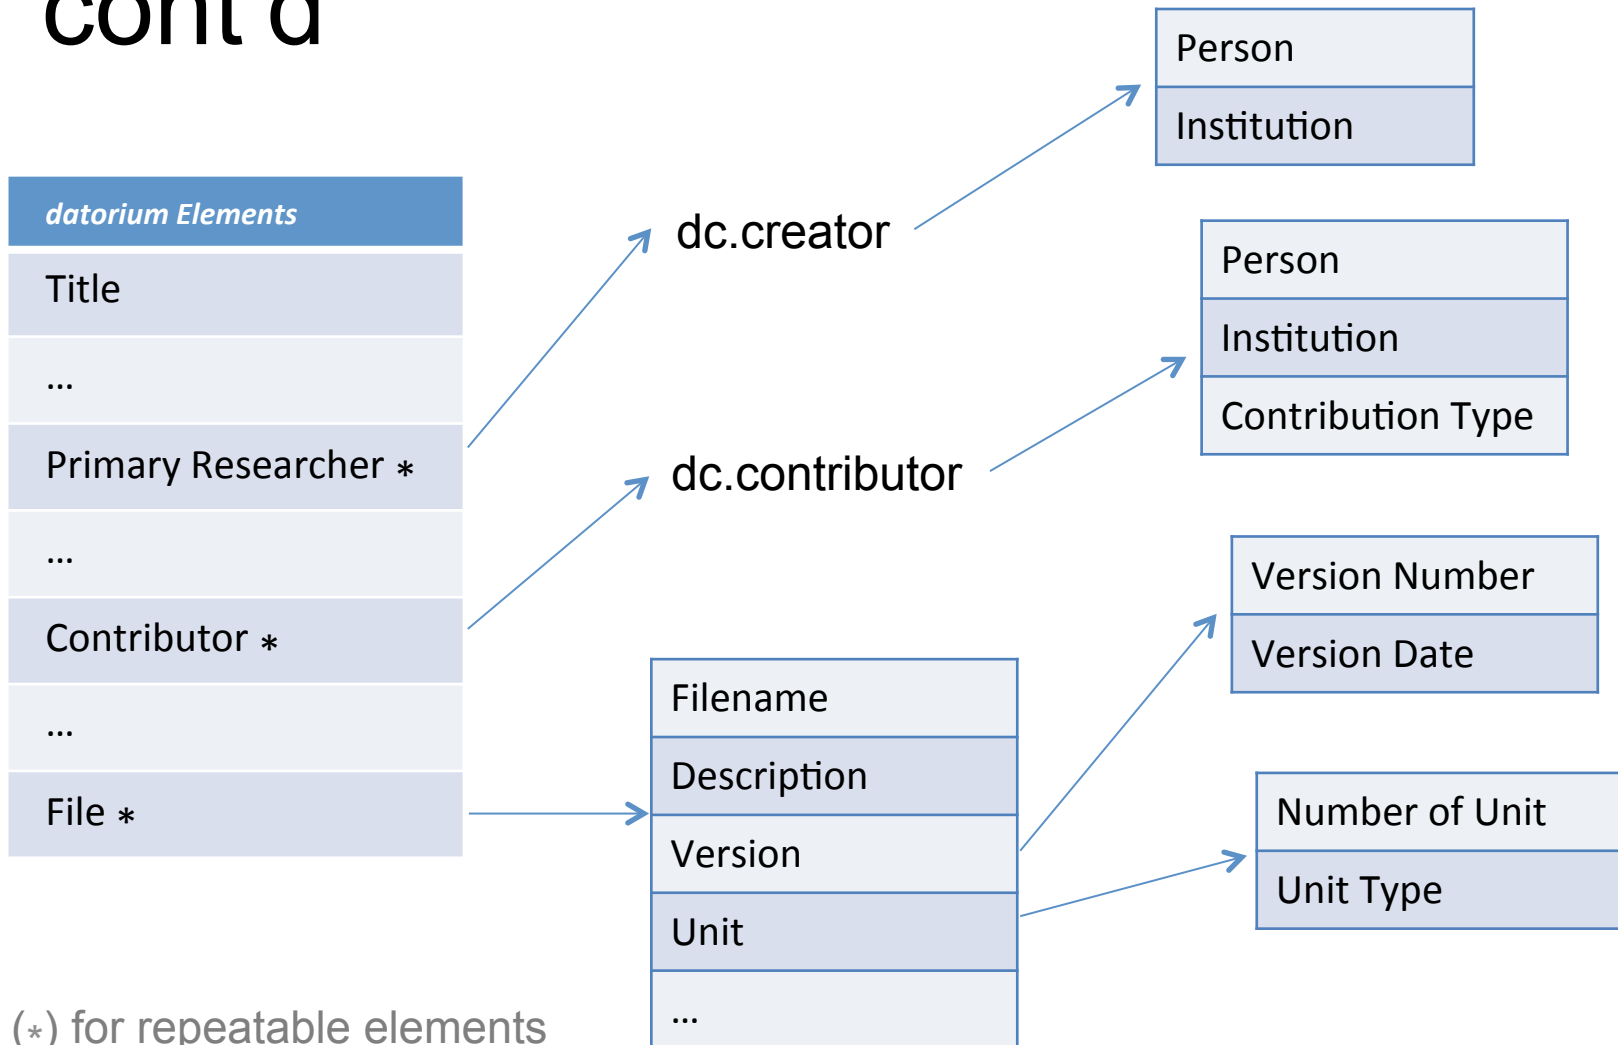 cont'd
datorium Elements
Title
...
Primary Researcher *
...
Contributor *
...
File *
(*) for repeatable elements
dc.creator
dc.contributor
Filename
Description
Version
Unit
...
Person
Institution
Person
Institution
Contribution Type
Version Number
Version Date
Number of Unit
Unit Type